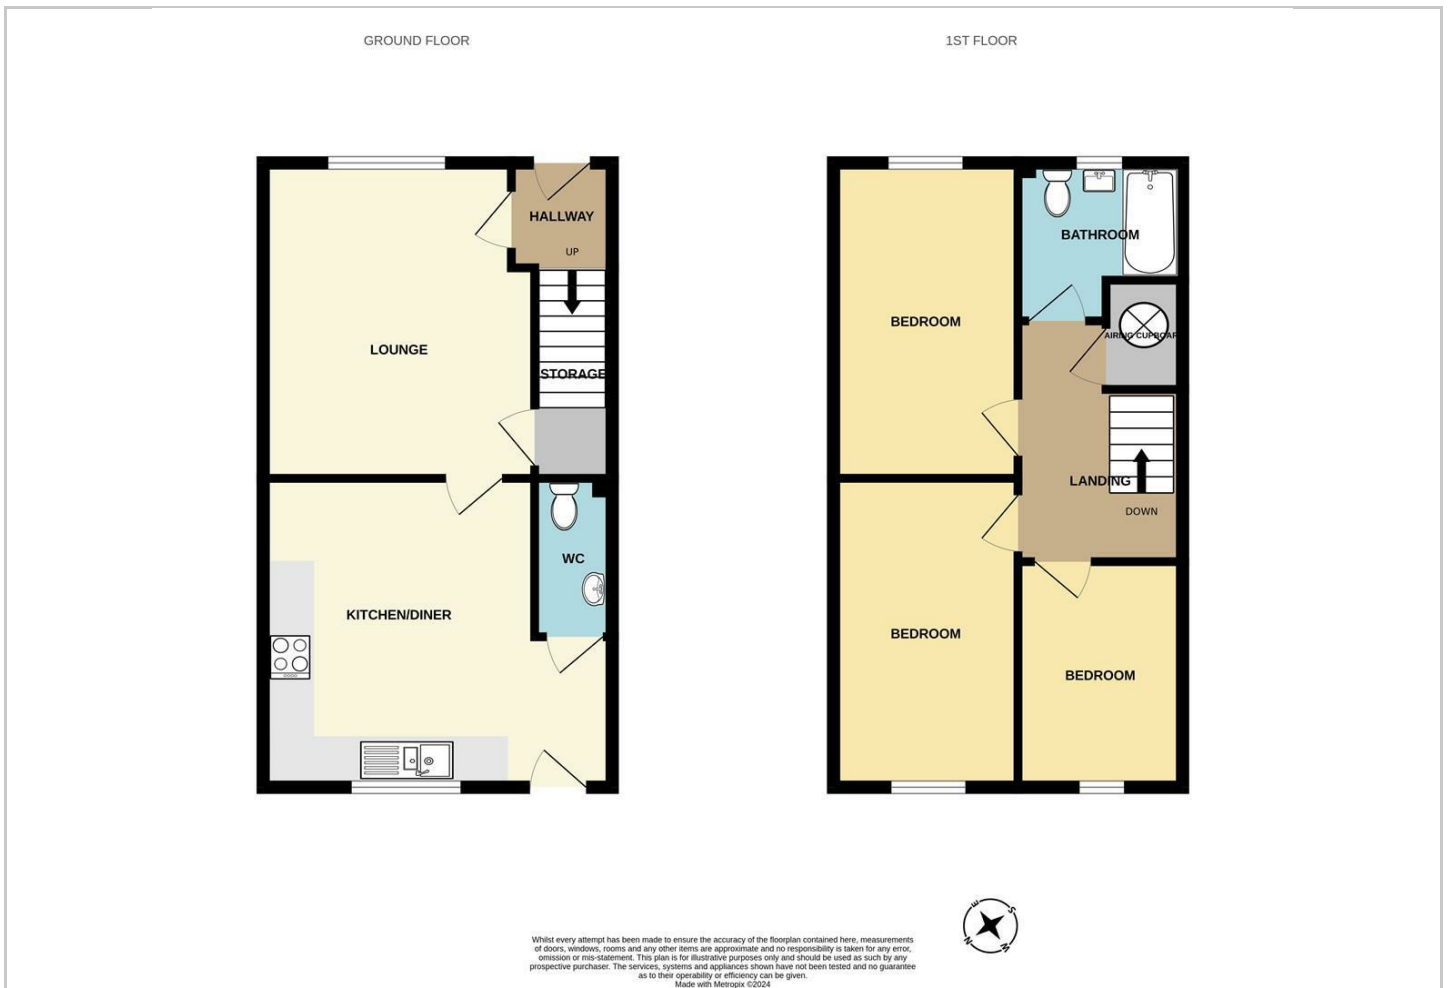 GROUND FLOOR
1ST FLOOR
HALLWAY
UP
LOUNGE
STORAGE
WC
KITCHEN/DINER
BEDROOM
BATHROOM
AIRING CUPBOAR
LANDING
DOWN
BEDROOM
BEDROOM
E
S
N
W
Whilst every attempt has been made to ensure the accuracy of the floorplan contained here, measurements
of doors, windows, rooms and any other items are approximate and no responsibility is taken for any error,
omission or mis-statement. This plan is for illustrative purposes only and should be used as such by any
prospective purchaser. The services, systems and appliances shown have not been tested and no guarantee
as to their operability or efficiency can be given.
Made with Metropix ©2024